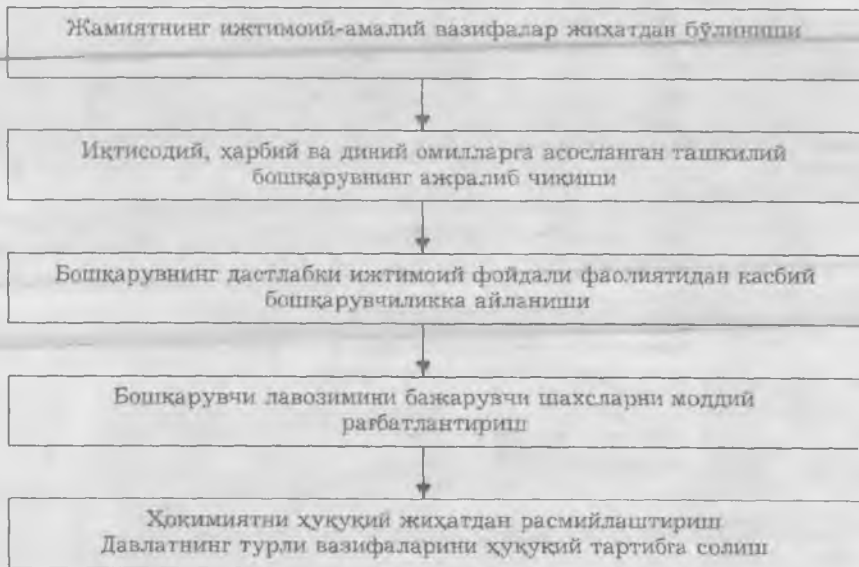 Жамиятнинг ижтимоий-амалий вазифалар жиҳатдан бўлиниши
Иқтисодий, ҳарбий ва диний омилларга асосланган ташкилий
бошқарувнинг ажралиб чиқиши
Бошқарувнинг дастлабки ижтимоий фойдали фаолиятидан касбий
бошқарувчиликка айланиши
Бошқарувчи лавозимини бажарувчи шахсларни моддий
рағбатлантириш
Ҳокимиятни ҳуқуқий жиҳатдан расмийлаштириш
Давлатнинг турли вазифаларини ҳуқуқий тартибга солиш